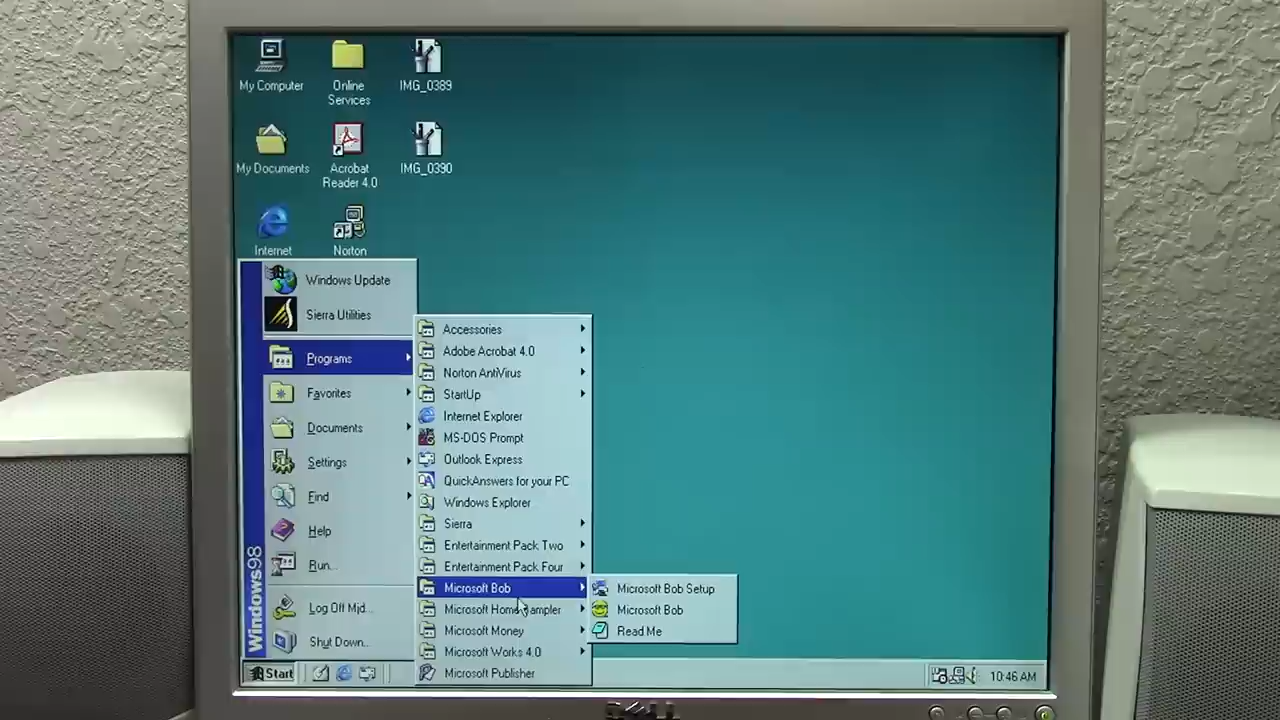 My Computer
Online
Services
IMG_0389
My Documents
Acrobat
Reader 4.0
IMG_0390
Internet
Norton
Windows Update
Sierra Utilities
Programs
Favorites
Documents
Settings
Find
Help
Run...
Log Off Mjd...
Shut Down...
Windows98
Accessories
Adobe Acrobat 4.0
Norton AntiVirus
StartUp
Internet Explorer
MS-DOS Prompt
Outlook Express
QuickAnswers for your PC
Windows Explorer
Sierra
Entertainment Pack Two
Entertainment Pack Four
Microsoft Bob
Microsoft Home Sampler
Microsoft Money
Microsoft Works 4.0
Microsoft Publisher
Microsoft Bob Setup
Microsoft Bob
Read Me
Start
10:46 AM
DELL